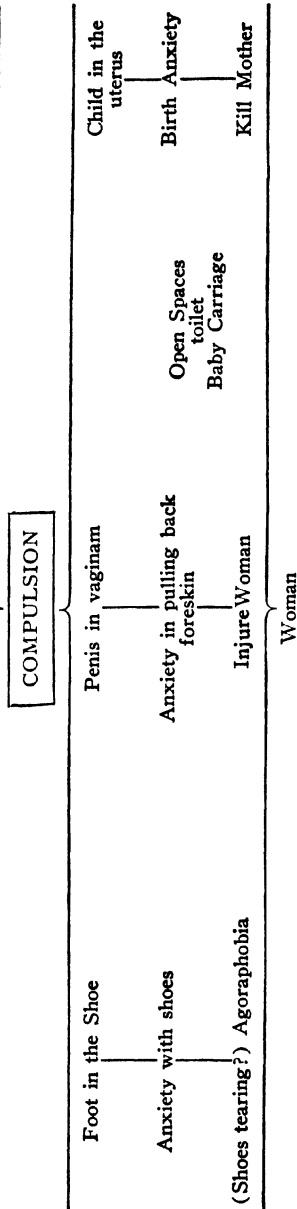 COMPULSION
Foot in the Shoe
Penis in vaginam
Child in the
uterus
Anxiety with shoes
Anxiety in pulling back
foreskin
Open Spaces
toilet
Baby Carriage
Birth Anxiety
(Shoes tearing?) Agoraphobia
Injure Woman
Kill Mother
Woman